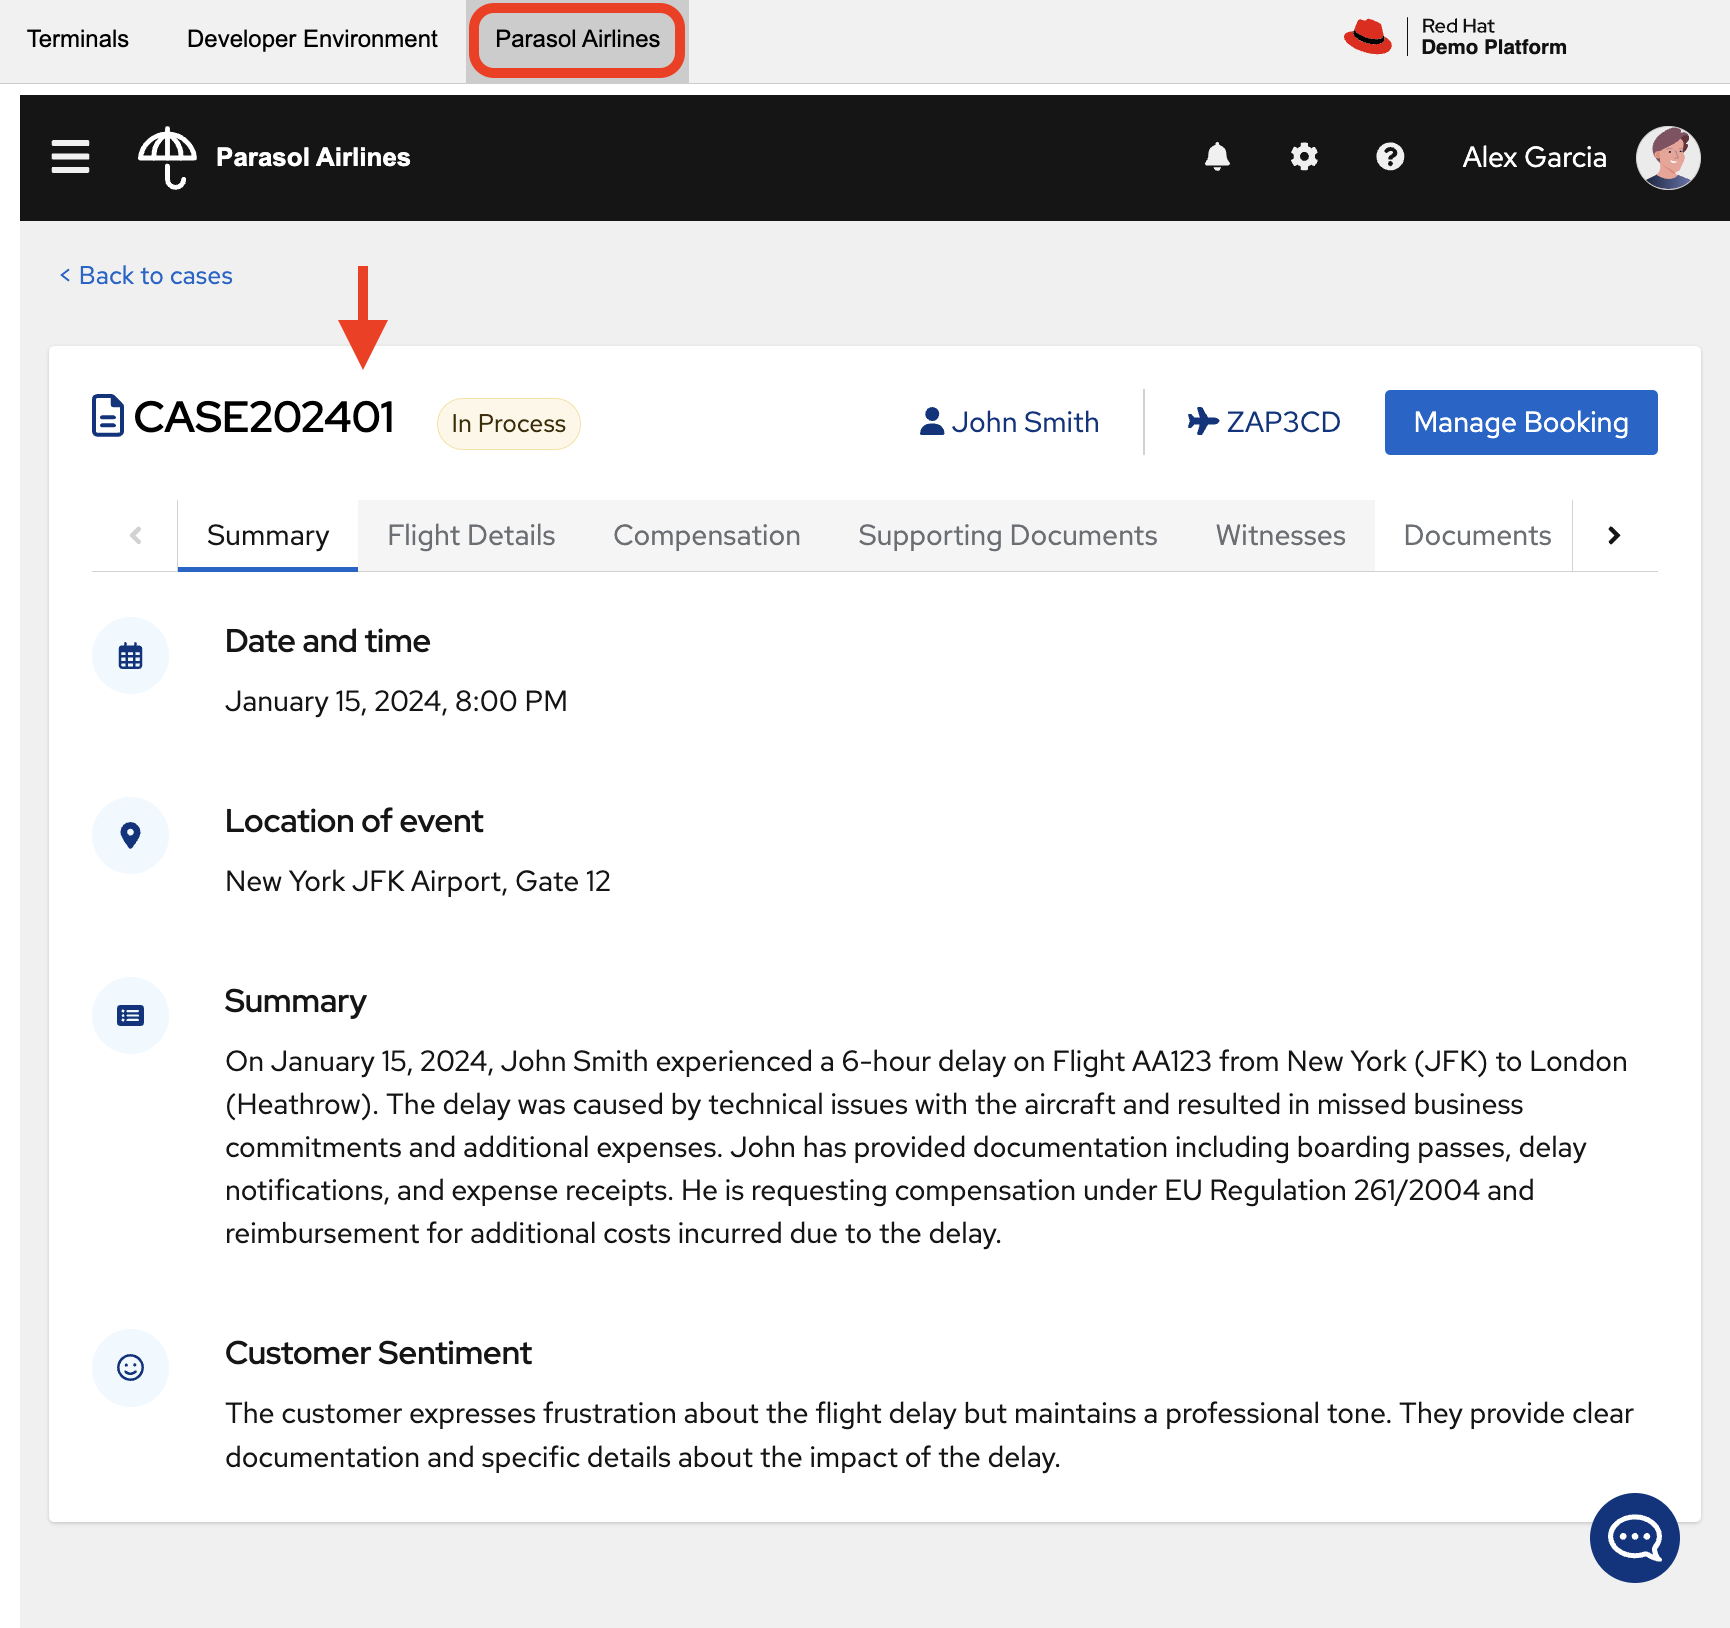 Terminals Developer Environment Parasol Airlines Red Hat
Demo Platform
Parasol Airlines Alex Garcia
< Back to cases
CASE202401 In Process John Smith ZAP3CD Manage Booking
Summary Flight Details Compensation Supporting Documents Witnesses Documents
Date and time
January 15, 2024, 8:00 PM
Location of event
New York JFK Airport, Gate 12
Summary
On January 15, 2024, John Smith experienced a 6-hour delay on Flight AA123 from New York (JFK) to London
(Heathrow). The delay was caused by technical issues with the aircraft and resulted in missed business
commitments and additional expenses. John has provided documentation including boarding passes, delay
notifications, and expense receipts. He is requesting compensation under EU Regulation 261/2004 and
reimbursement for additional costs incurred due to the delay.
Customer Sentiment
The customer expresses frustration about the flight delay but maintains a professional tone. They provide clear
documentation and specific details about the impact of the delay.